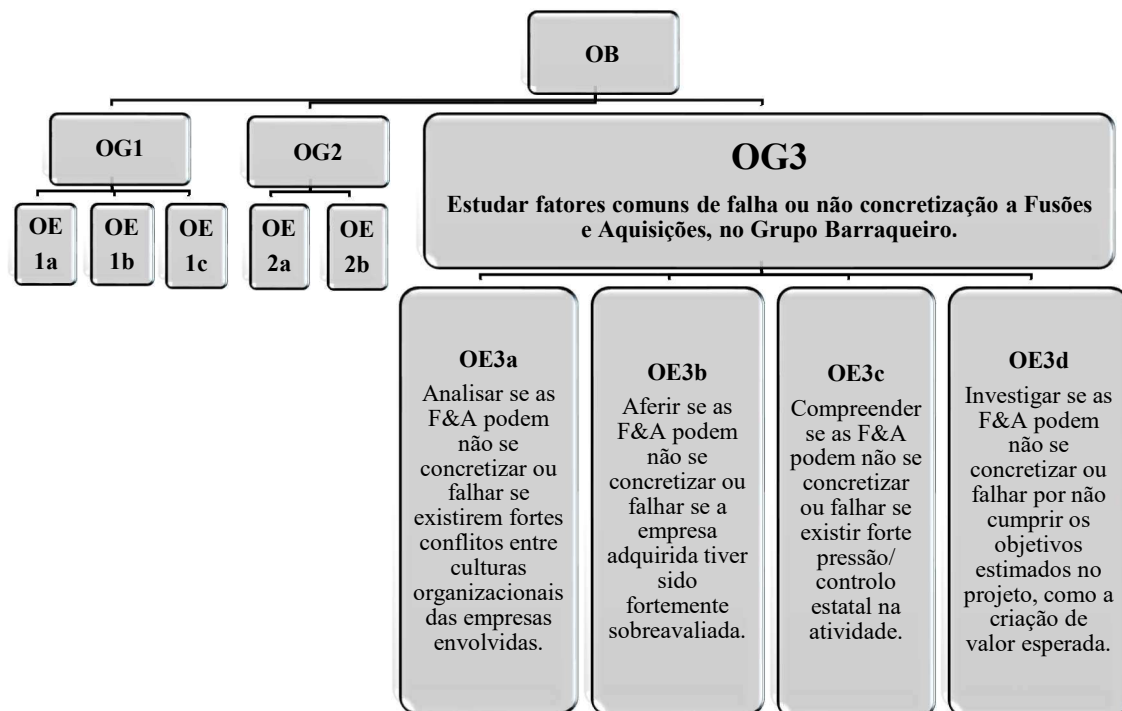 OB
OG1
OG2
OG3
Estudar fatores comuns de falha ou não concretização a Fusões
e Aquisições, no Grupo Barraqueiro.
OE
1a
OE
1b
OE
1c
OE
2a
OE
2b
OE3a
Analisar se as
F&A podem
não se
concretizar ou
falhar se
existirem fortes
conflitos entre
culturas
organizacionais
das empresas
envolvidas.
OE3b
Aferir se as
F&A podem
não se
concretizar ou
falhar se a
empresa
adquirida tiver
sido
fortemente
sobreavaliada.
OE3c
Compreender
se as F&A
podem não se
concretizar
ou falhar se
existir forte
pressão/
controlo
estatal na
atividade.
OE3d
Investigar se as
F&A podem
não se
concretizar ou
falhar por não
cumprir os
objetivos
estimados no
projeto, como a
criação de
valor esperada.